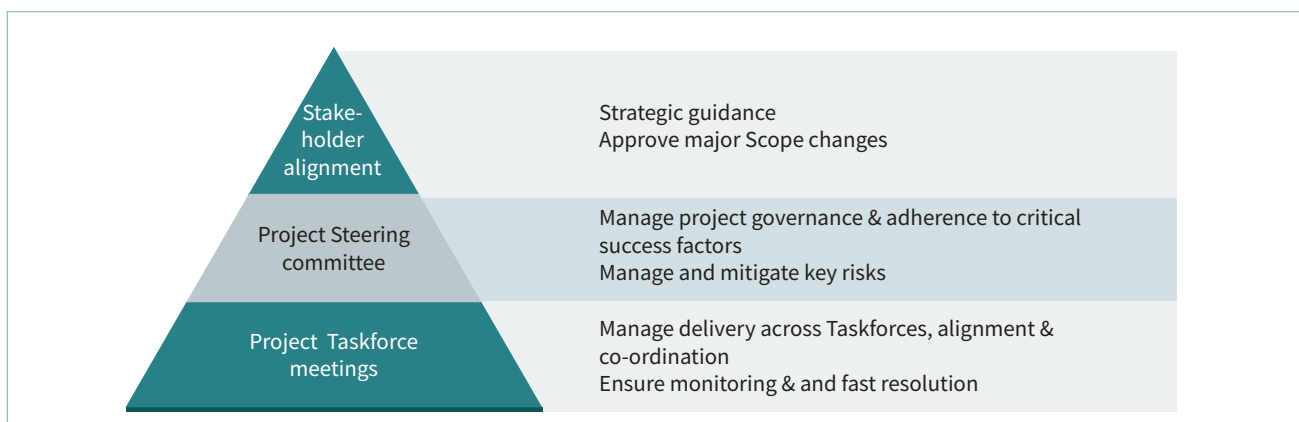 Stake-
holder
alignment
Strategic guidance
Approve major Scope changes
Project Steering
committee
Manage project governance & adherence to critical
success factors
Manage and mitigate key risks
Project Taskforce
meetings
Manage delivery across Taskforces, alignment &
co-ordination
Ensure monitoring & and fast resolution